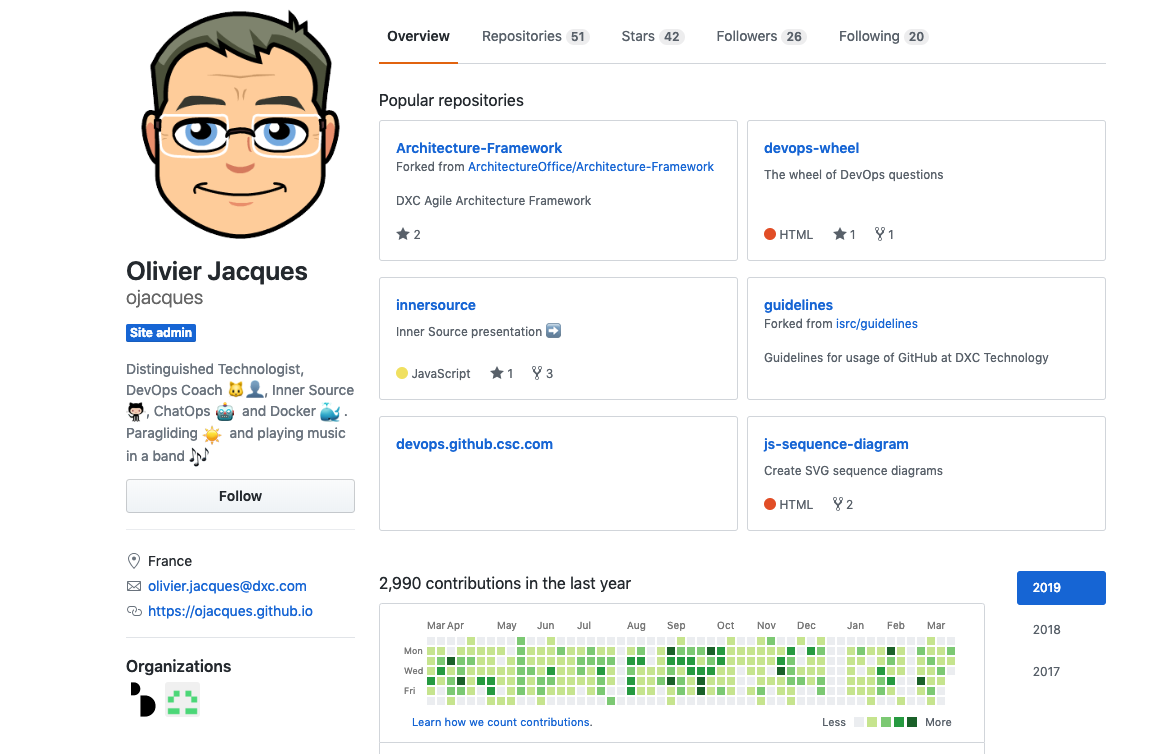 Overview Repositories 51 Stars 42 Followers 26 Following 20
Olivier Jacques
ojacques
Site admin
Distinguished Technologist,
DevOps Coach 🐱👤, Inner Source
, ChatOps 🤖 and Docker 🐳 .
Paragliding ☀️ and playing music
in a band 🎶
Follow
France
olivier.jacques@dxc.com
https://ojacques.github.io
Organizations
Popular repositories
Architecture-Framework
Forked from ArchitectureOffice/Architecture-Framework
DXC Agile Architecture Framework
★ 2
devops-wheel
The wheel of DevOps questions
HTML ★ 1 1
innersource
Inner Source presentation ➡️
JavaScript ★ 1 3
guidelines
Forked from isrc/guidelines
Guidelines for usage of GitHub at DXC Technology
devops.github.csc.com
js-sequence-diagram
Create SVG sequence diagrams
HTML 2
2,990 contributions in the last year
Mar Apr May Jun Jul Aug Sep Oct Nov Dec Jan Feb Mar
Mon
Wed
Fri
Learn how we count contributions.
Less More
2019
2018
2017